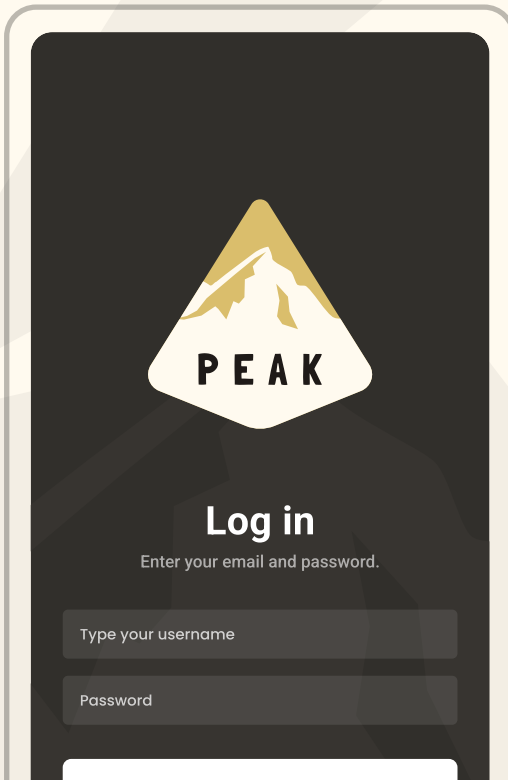 PEAK
Log in
Enter your email and password.
Type your username
Password